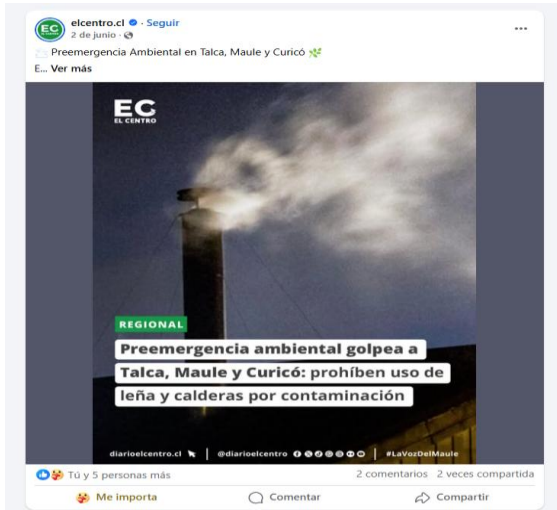 elcentro.cl · Seguir
2 de junio ·
Preemergencia Ambiental en Talca, Maule y Curicó
E... Ver más
EC
EC
EL CENTRO
REGIONAL
Preemergencia ambiental golpea a
Talca, Maule y Curicó: prohíben uso de
leña y calderas por contaminación
diarioelcentro.cl | @diarioelcentro | #LaVozDelMaule
Tú y 5 personas más 2 comentarios 2 veces compartida
Me importa Comentar Compartir